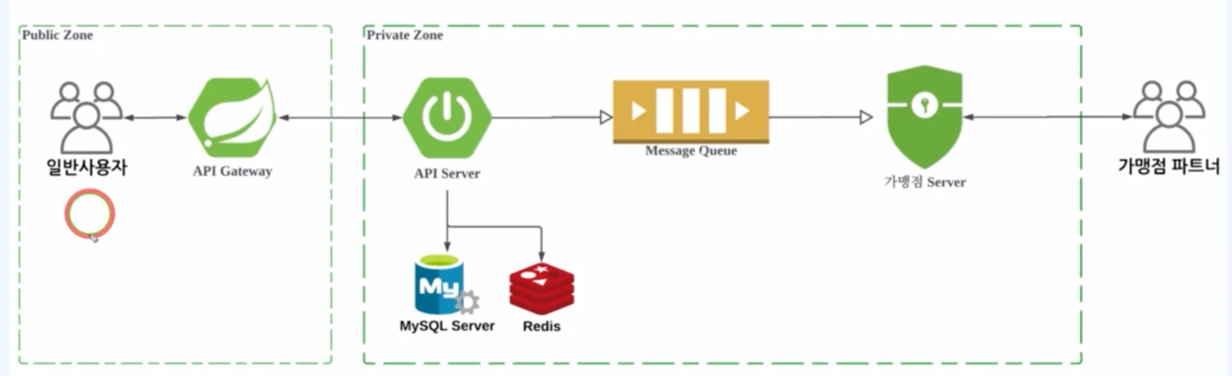 Public Zone
Private Zone
일반사용자
API Gateway
API Server
Message Queue
가맹점 Server
가맹점 파트너
My
MySQL Server
Redis